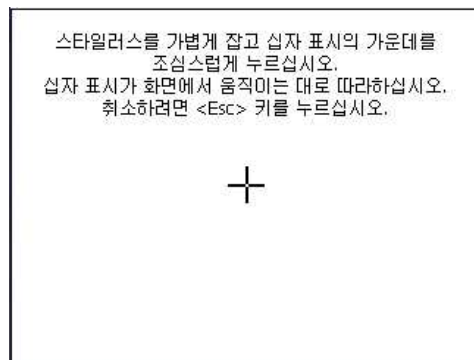 스타일러스를 가볍게 잡고 십자 표시의 가운데를
조심스럽게 누르십시오.
십자 표시가 화면에서 움직이는 대로 따라하십시오.
취소하려면 <Esc> 키를 누르십시오.